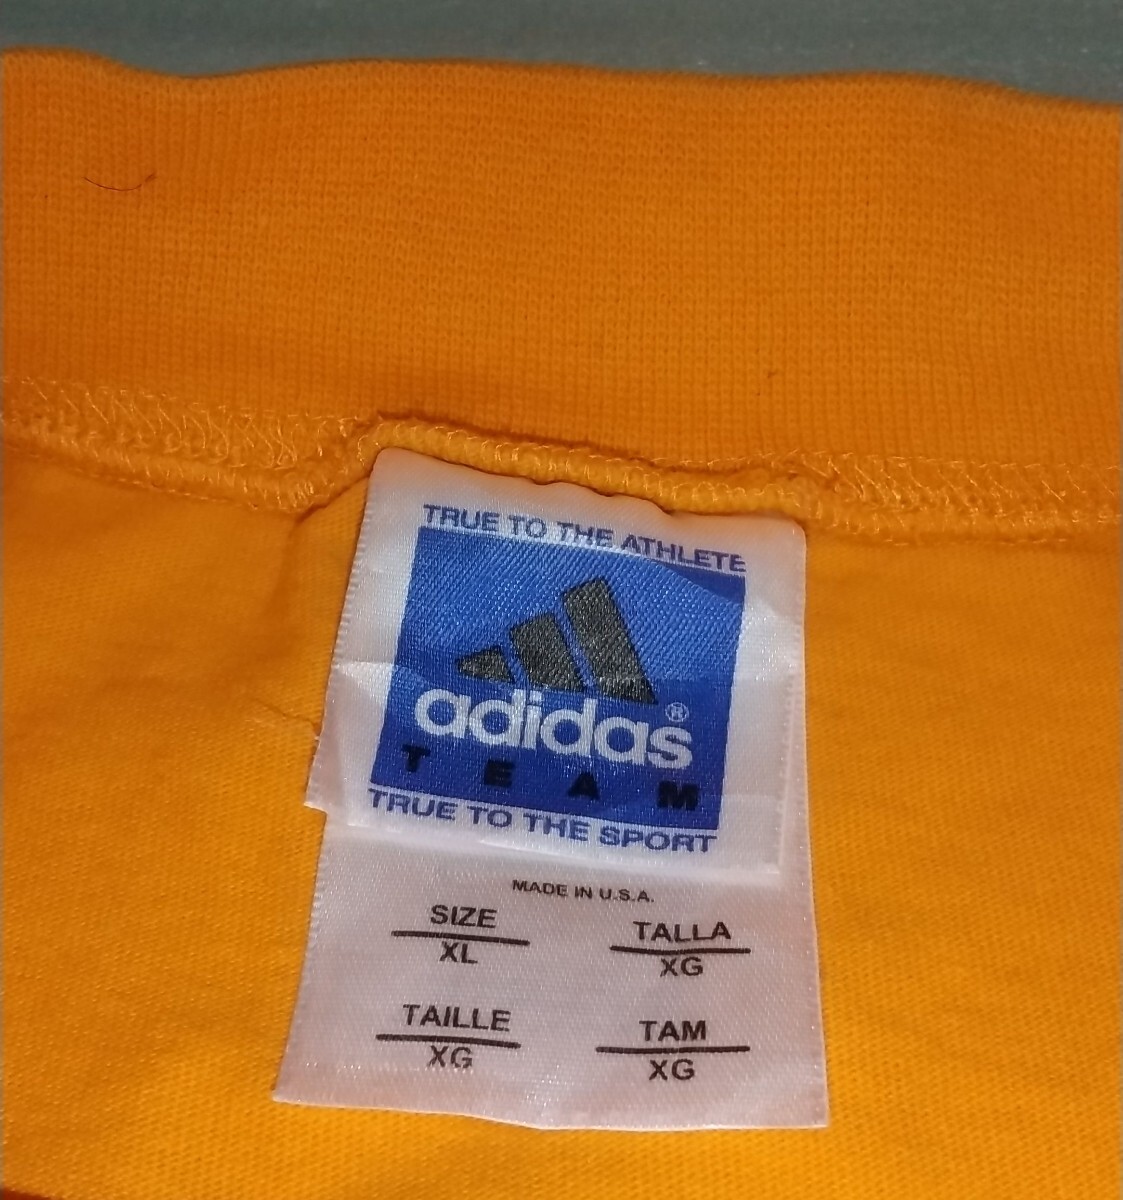 TRUE TO THE ATHLETE
adidas®
TEAM
TRUE TO THE SPORT
MADE IN U.S.A.
SIZE TALLA
XL XG
TAILLE TAM
XG XG